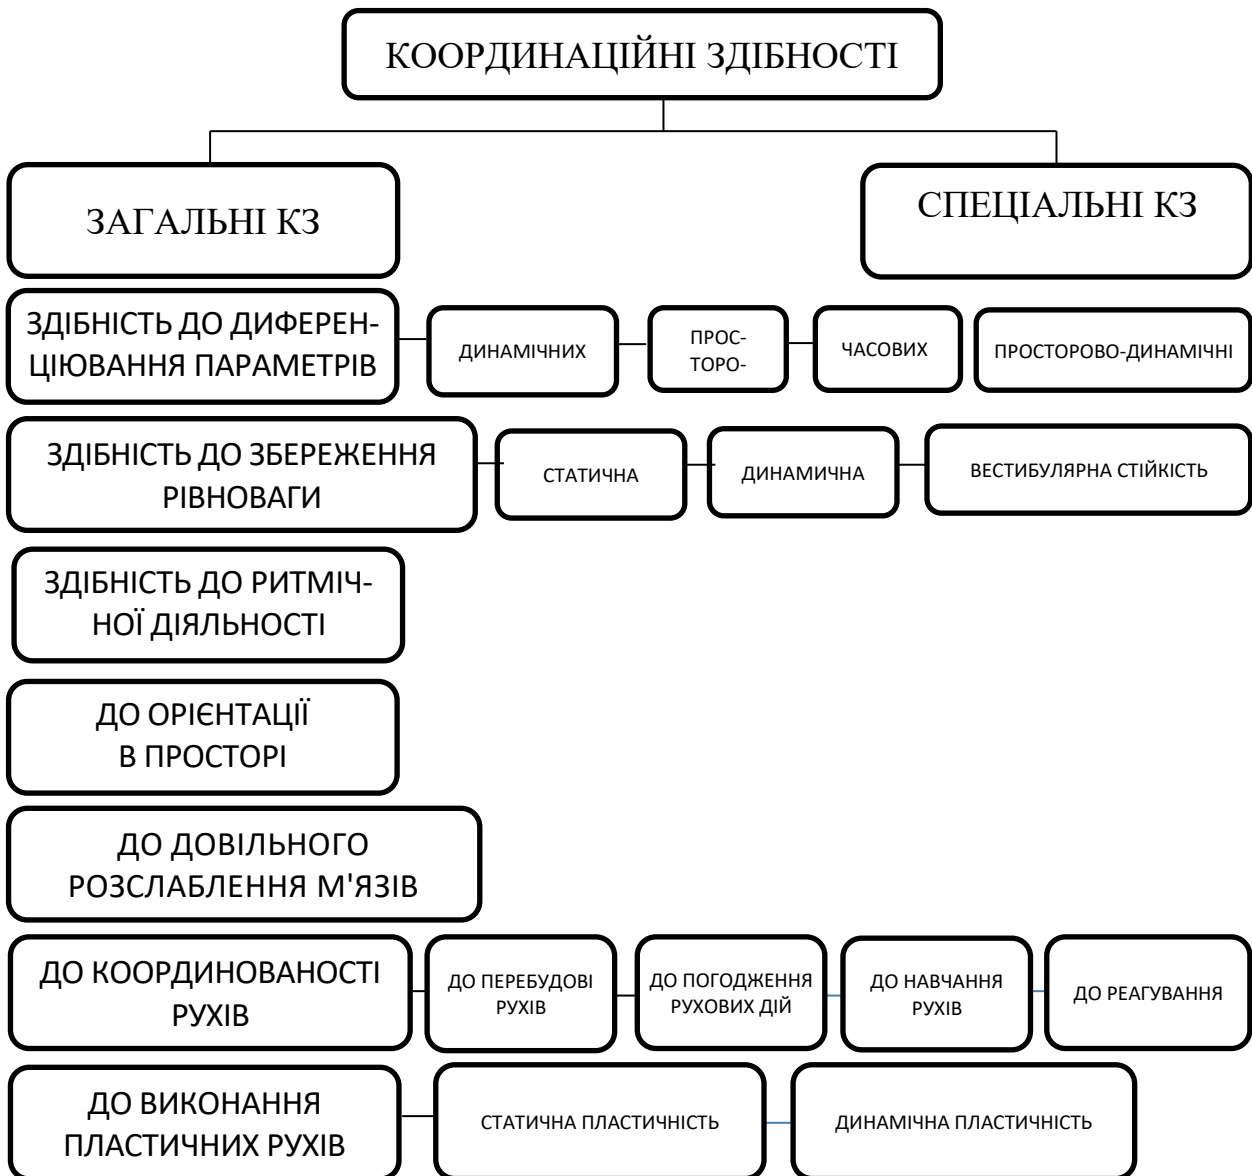 КООРДИНАЦІЙНІ ЗДІБНОСТІ
ЗАГАЛЬНІ КЗ
СПЕЦІАЛЬНІ КЗ
ЗДІБНІСТЬ ДО ДИФЕРЕН-
ЦІЮВАННЯ ПАРАМЕТРІВ
ДИНАМІЧНИХ
ПРОС-
ТОРО-
ЧАСОВИХ
ПРОСТОРОВО-ДИНАМІЧНІ
ЗДІБНІСТЬ ДО ЗБЕРЕЖЕННЯ
РІВНОВАГИ
СТАТИЧНА
ДИНАМИЧНА
ВЕСТИБУЛЯРНА СТІЙКІСТЬ
ЗДІБНІСТЬ ДО РИТМІЧ-
НОЇ ДІЯЛЬНОСТІ
ДО ОРІЄНТАЦІЇ
В ПРОСТОРІ
ДО ДОВІЛЬНОГО
РОЗСЛАБЛЕННЯ М'ЯЗІВ
ДО КООРДИНОВАНОСТІ
РУХІВ
ДО ПЕРЕБУДОВІ
РУХІВ
ДО ПОГОДЖЕННЯ
РУХОВИХ ДІЙ
ДО НАВЧАННЯ
РУХІВ
ДО РЕАГУВАННЯ
ДО ВИКОНАННЯ
ПЛАСТИЧНИХ РУХІВ
СТАТИЧНА ПЛАСТИЧНІСТЬ
ДИНАМІЧНА ПЛАСТИЧНІСТЬ